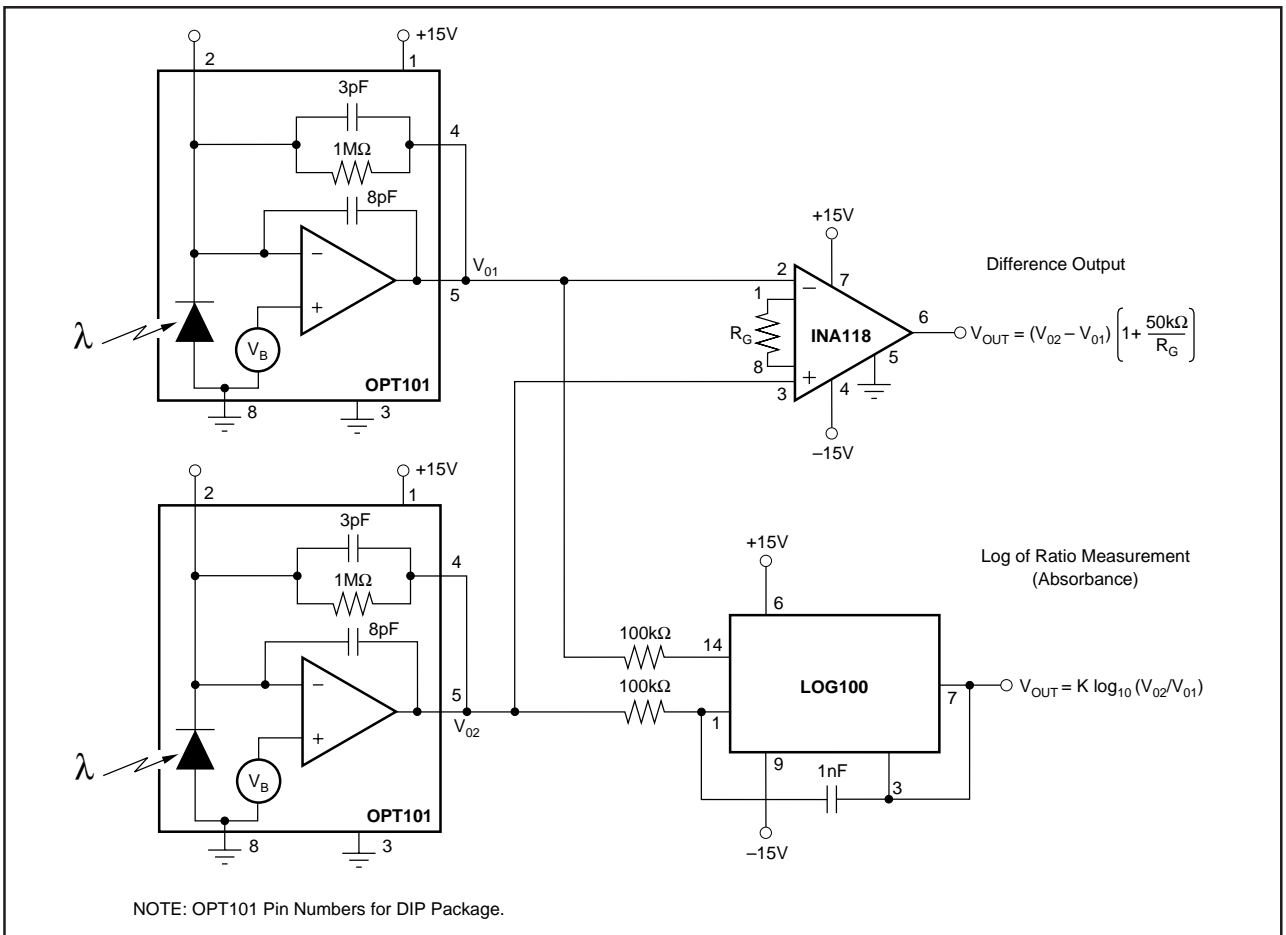 +15V
2
1
3pF
4
1MΩ
8pF
−
+
V01
5
λ
VB
OPT101
8
3
+15V
2
7
Difference Output
1
−
6
RG
INA118
VOUT = (V02 – V01) (1+ 50kΩ/RG)
5
8
+
3
4
–15V
+15V
2
1
3pF
4
1MΩ
8pF
−
+
5
V02
λ
VB
OPT101
8
3
+15V
Log of Ratio Measurement
(Absorbance)
6
100kΩ
14
100kΩ
LOG100
7
VOUT = K log10 (V02/V01)
1
9
1nF
3
–15V
NOTE: OPT101 Pin Numbers for DIP Package.